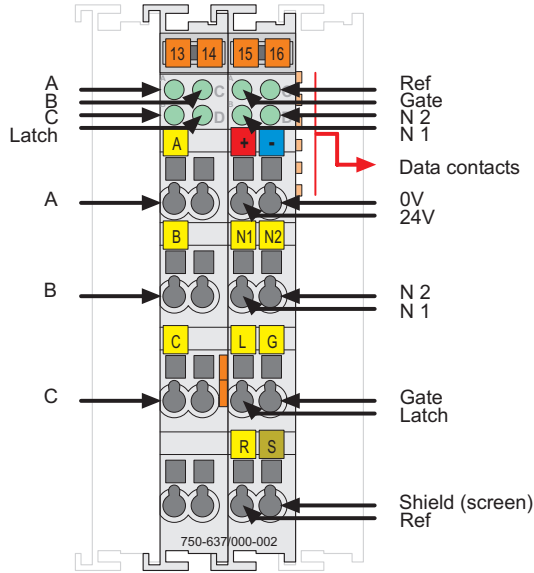 13 14 15 16
A
B
C
Latch
A C A C
B D B D
Ref
Gate
N 2
N 1
A + -
Data contacts
A
0V
24V
B N1 N2
B
N 2
N 1
C L G
C
Gate
Latch
R S
Shield (screen)
Ref
750-637/000-002